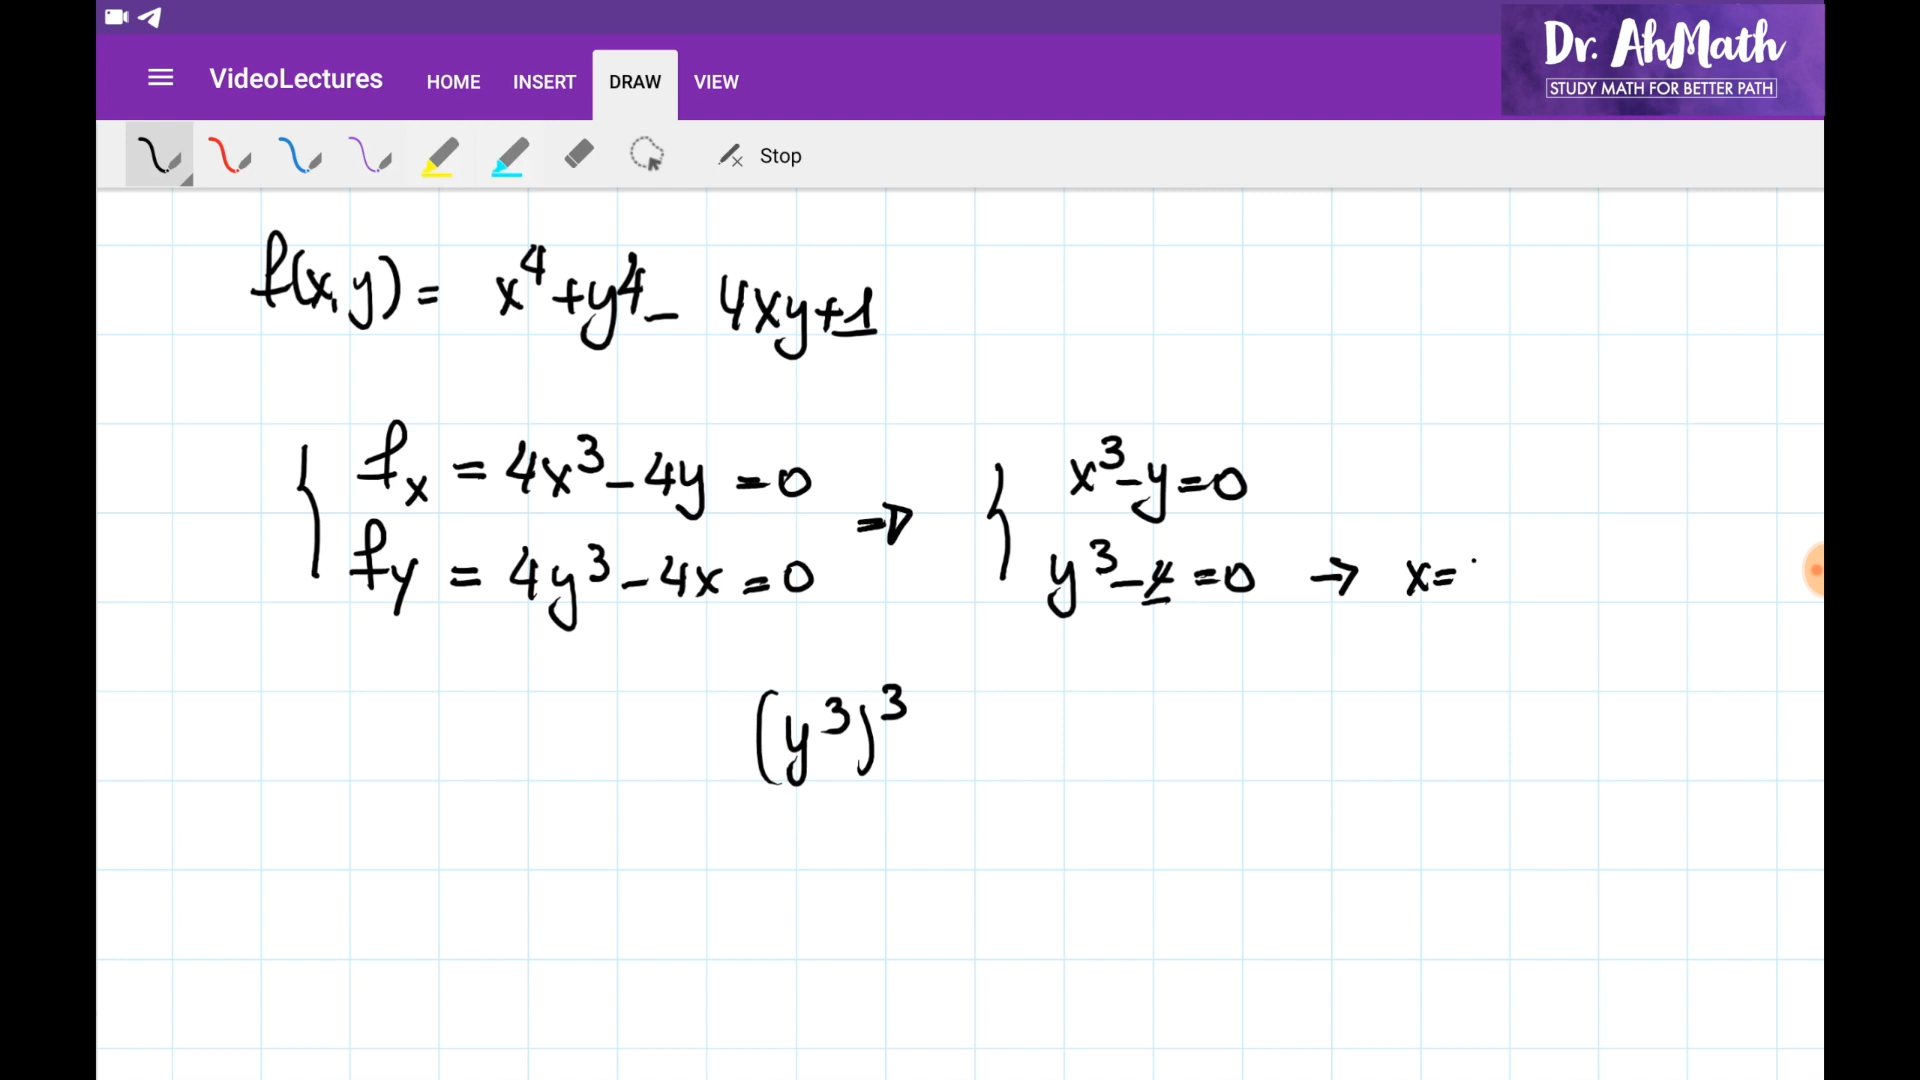 Dr. AhMath
STUDY MATH FOR BETTER PATH
VideoLectures HOME INSERT DRAW VIEW
Stop
f(x,y) = x⁴+y⁴- 4xy+1
{ fx = 4x³-4y =0 ⇒ { x³-y=0
fy = 4y³-4x =0 y³-x =0 → x=
(y³)³